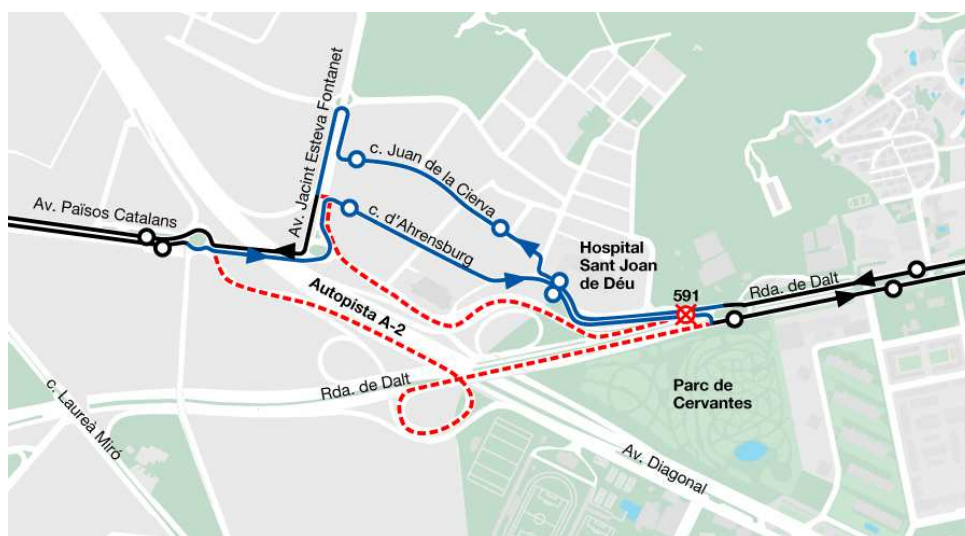 Av. Jacint Esteva Fontanet
c. Juan de la Cierva
Av. Països Catalans
c. d'Ahrensburg
Hospital
Sant Joan
de Déu
Rda. de Dalt
591
Autopista A-2
Rda. de Dalt
Parc de
Cervantes
c. Laureà Miró
Av. Diagonal